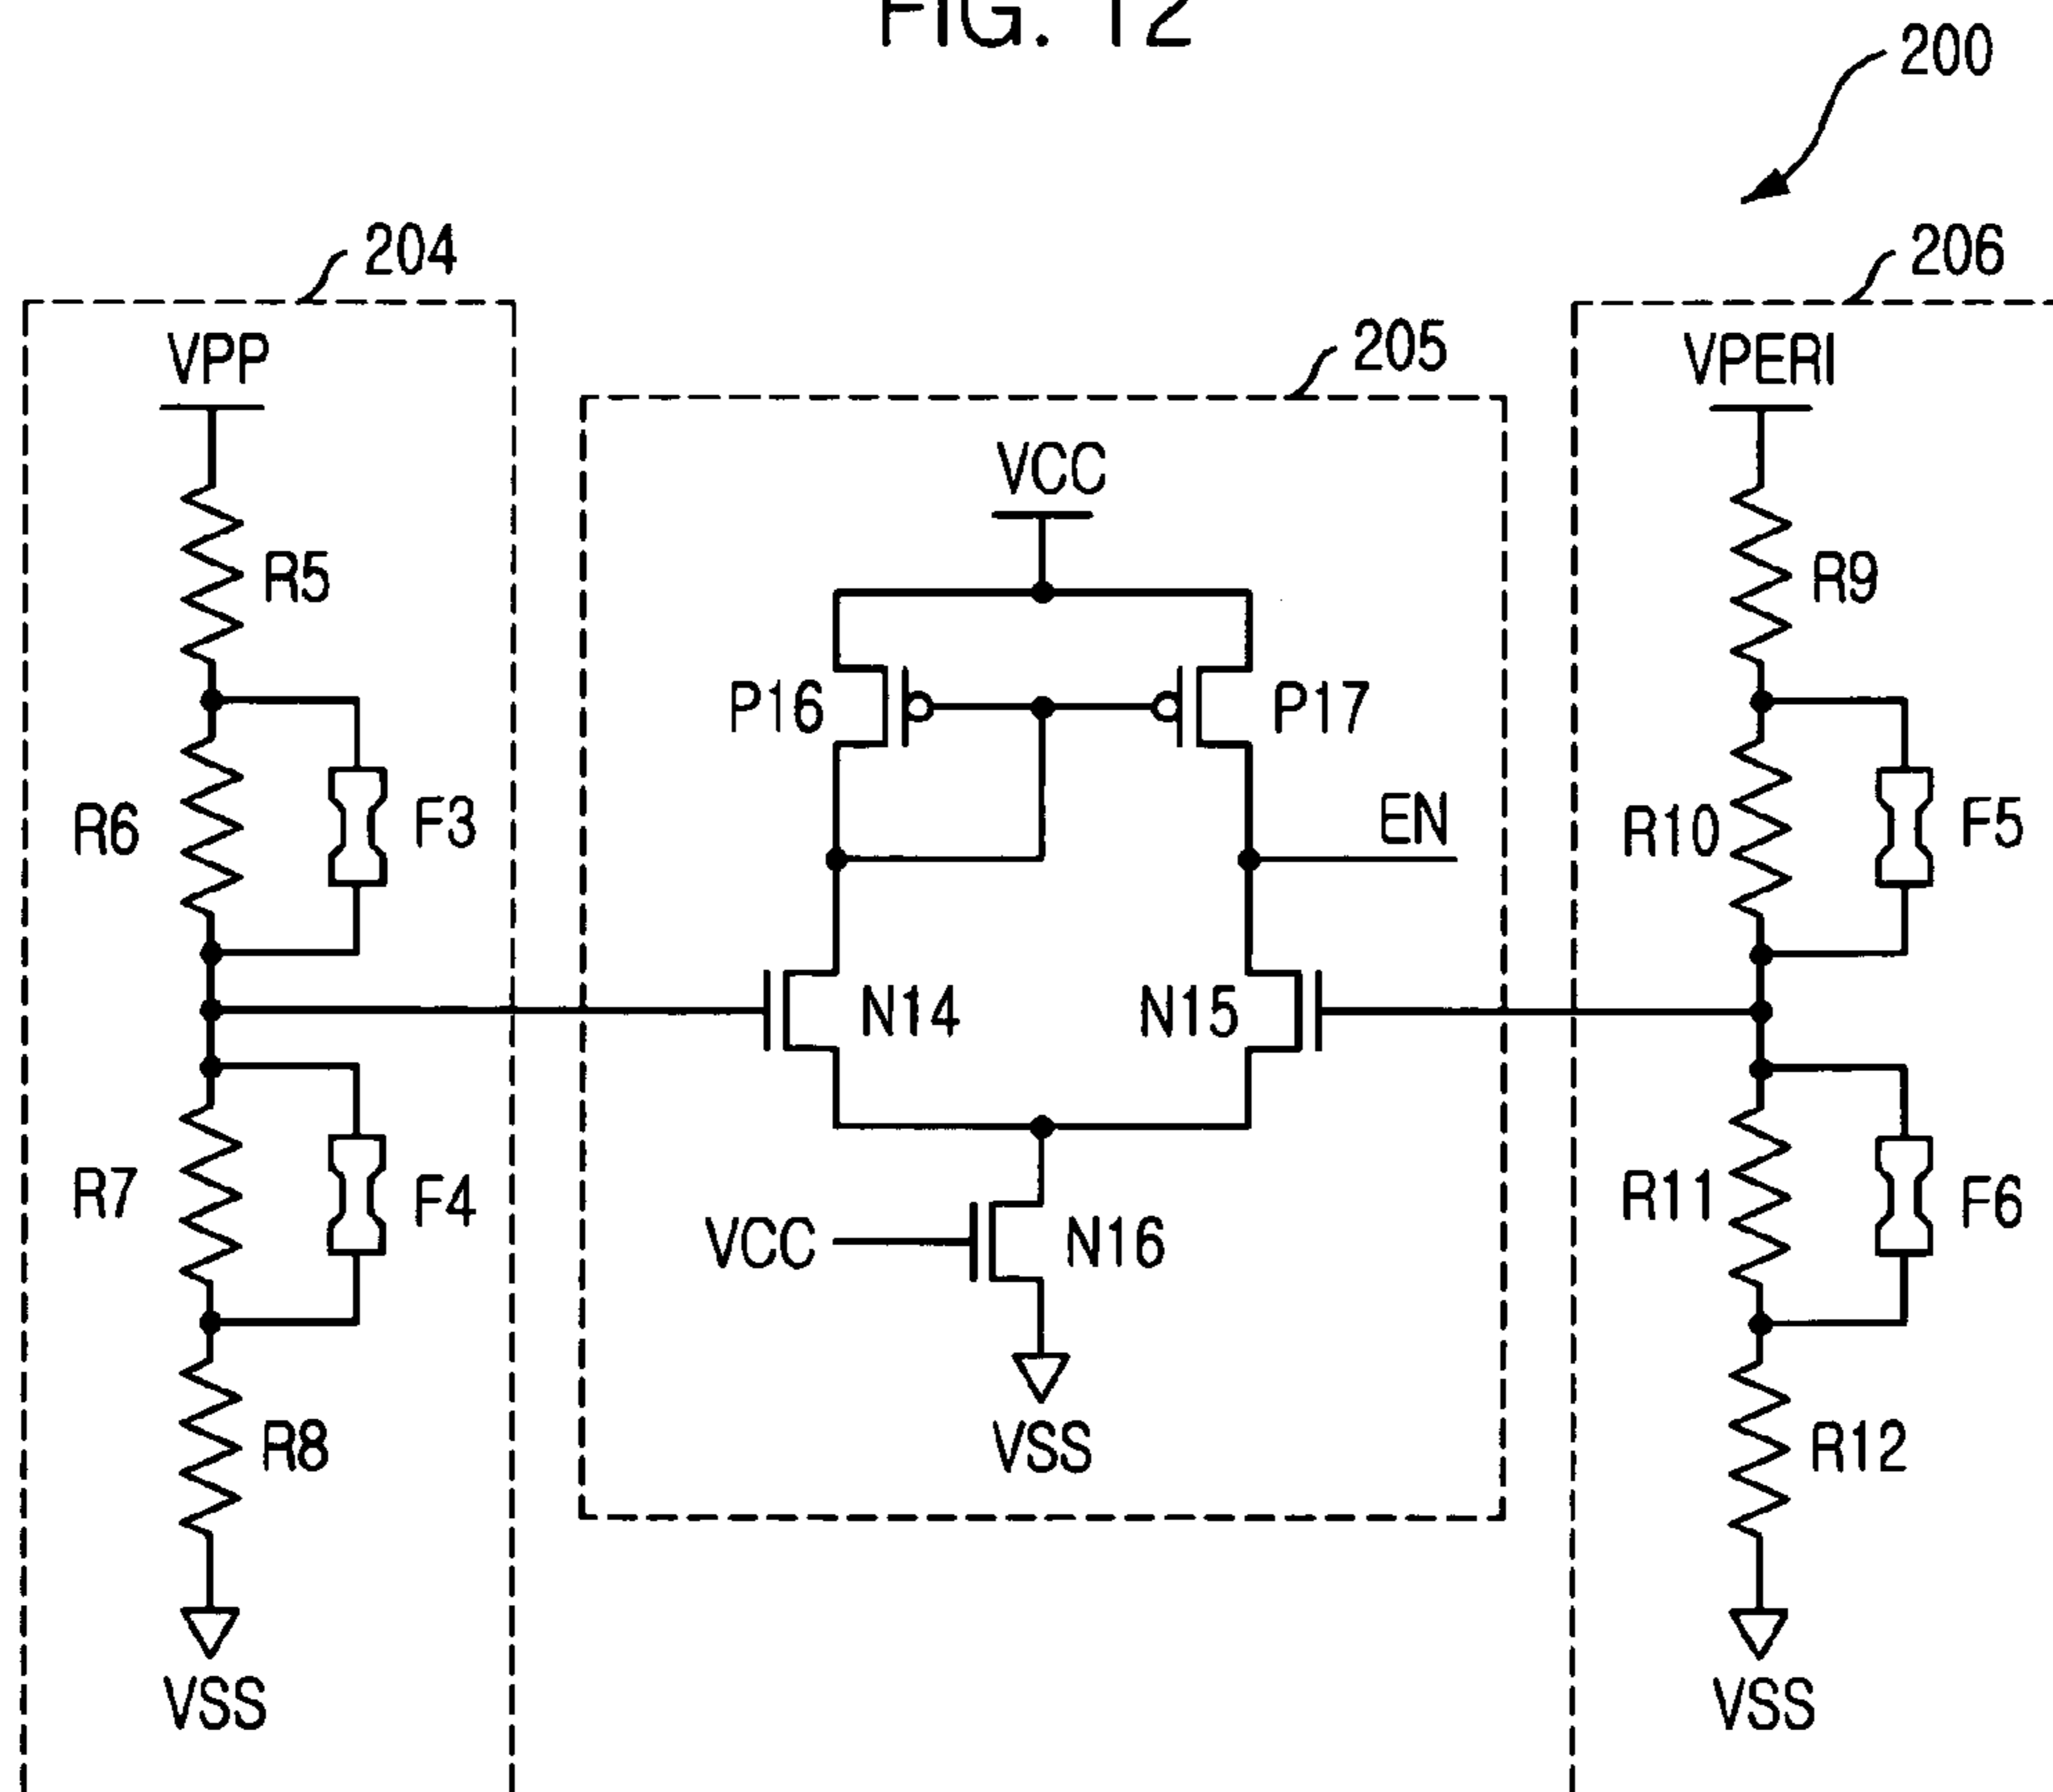 FIG. 12
200
204
206
205
VPP
VPERI
VCC
R5
R9
P16
P17
R6
F3
EN
R10
F5
N14
N15
R7
F4
R11
F6
VCC
N16
R8
VSS
R12
VSS
VSS